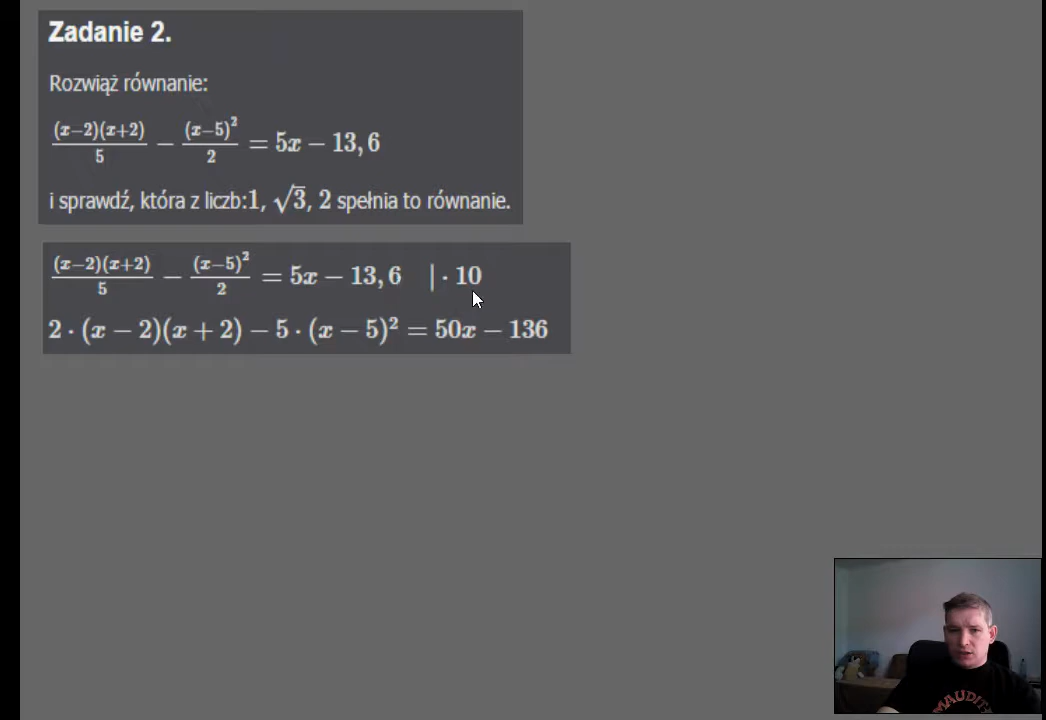 Zadanie 2.
Rozwiąż równanie:
(x−2)(x+2)/5 − (x−5)²/2 = 5x − 13,6
i sprawdź, która z liczb:1, √3, 2 spełnia to równanie.
(x−2)(x+2)/5 − (x−5)²/2 = 5x − 13,6 | · 10
2 · (x − 2)(x + 2) − 5 · (x − 5)² = 50x − 136
MAUDIT